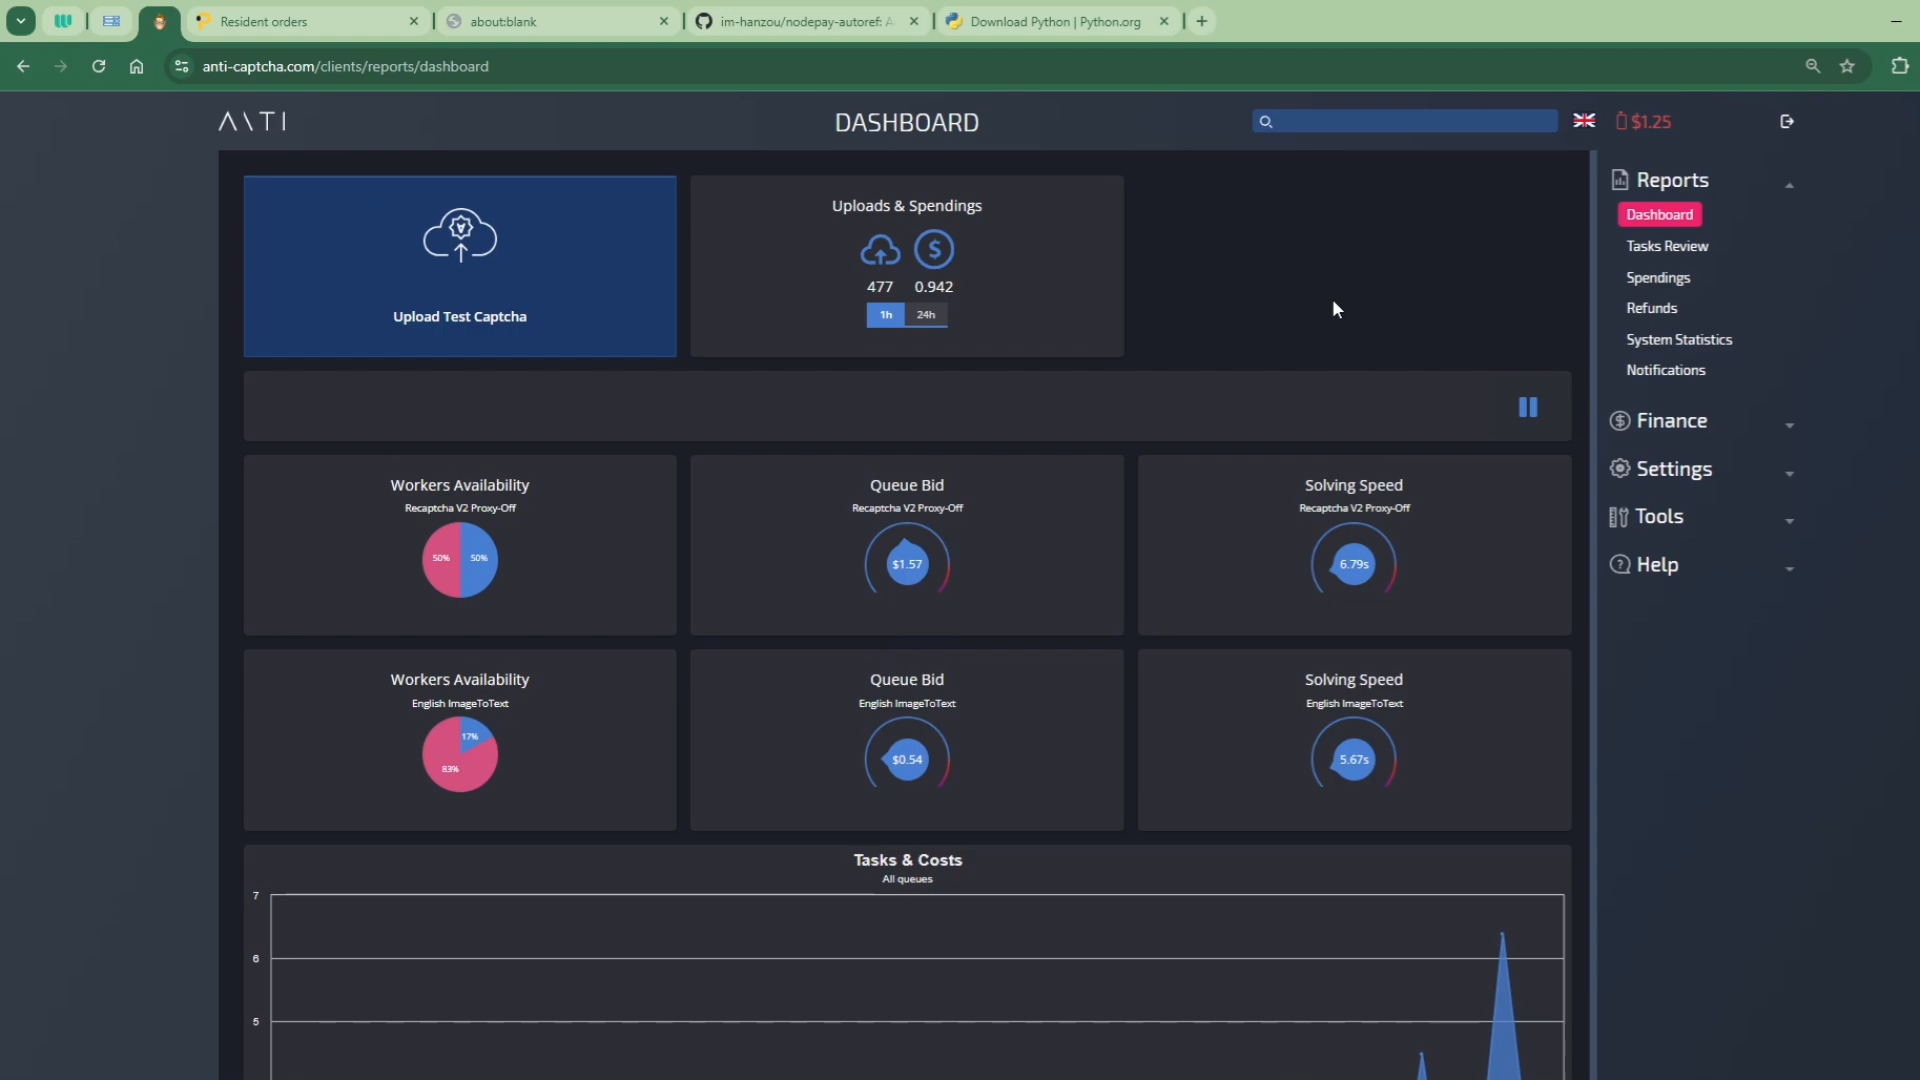 Resident orders
about:blank
im-hanzou/nodepay-autoref: A
Download Python | Python.org
anti-captcha.com/clients/reports/dashboard
ANTI
DASHBOARD
$1.25
Upload Test Captcha
Uploads & Spendings
477 0.942
1h 24h
Reports
Dashboard
Tasks Review
Spendings
Refunds
System Statistics
Notifications
Finance
Settings
Tools
Help
Workers Availability
Recaptcha V2 Proxy-Off
50% 50%
Queue Bid
Recaptcha V2 Proxy-Off
$1.57
Solving Speed
Recaptcha V2 Proxy-Off
6.79s
Workers Availability
English ImageToText
17%
83%
Queue Bid
English ImageToText
$0.54
Solving Speed
English ImageToText
5.67s
Tasks & Costs
All queues
7
6
5